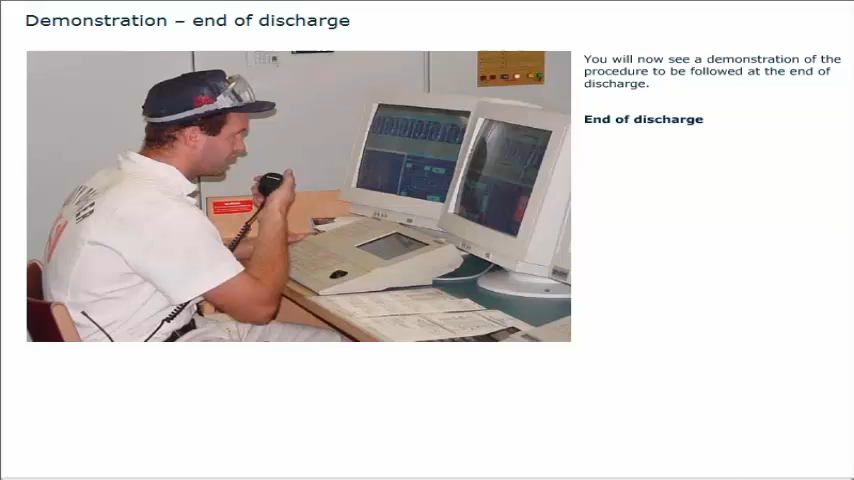 Demonstration – end of discharge
You will now see a demonstration of the
procedure to be followed at the end of
discharge.
End of discharge